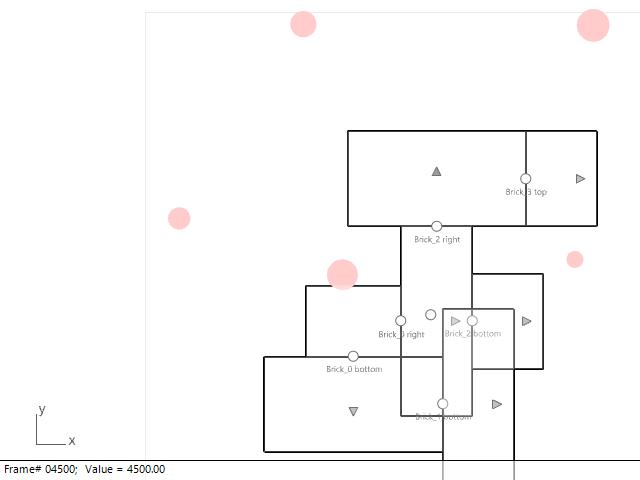 Brick_3 top
Brick_2 right
Brick_0 right
Brick_2 bottom
Brick_0 bottom
Brick_1 bottom
y
x
Frame# 04500; Value = 4500.00